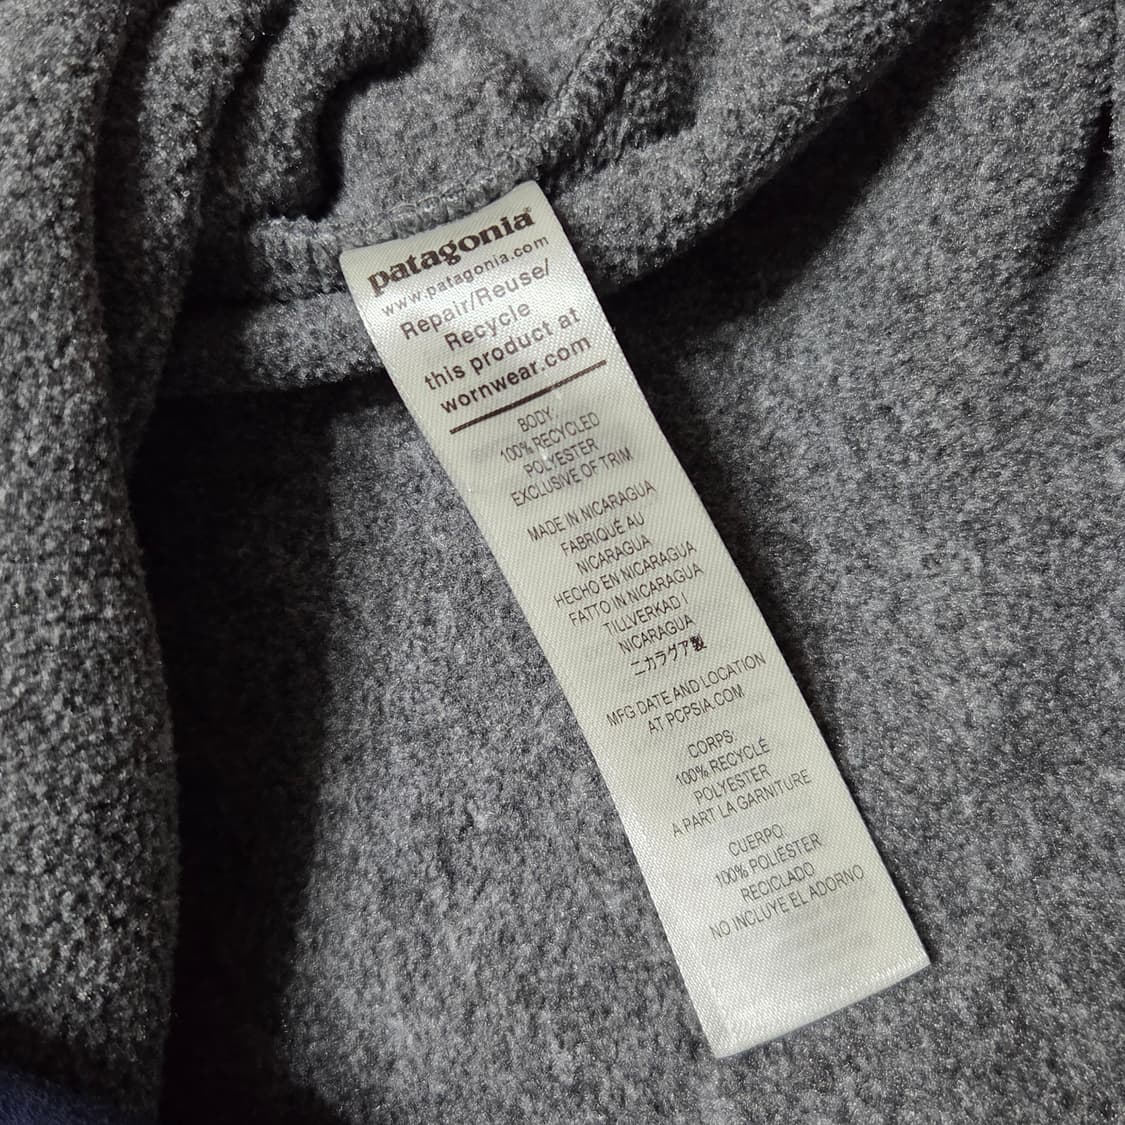 patagonia®
www.patagonia.com
Repair/Reuse/
Recycle
this product at
wornwear.com
BODY:
100% RECYCLED
POLYESTER
EXCLUSIVE OF TRIM
MADE IN NICARAGUA
FABRIQUÉ AU
NICARAGUA
HECHO EN NICARAGUA
FATTO IN NICARAGUA
TILLVERKAD I
NICARAGUA
ニカラグア製
MFG DATE AND LOCATION
AT PCPSIA.COM
CORPS:
100% RECYCLÉ
POLYESTER
A PART LA GARNITURE
CUERPO:
100% POLIÉSTER
RECICLADO
NO INCLUYE EL ADORNO